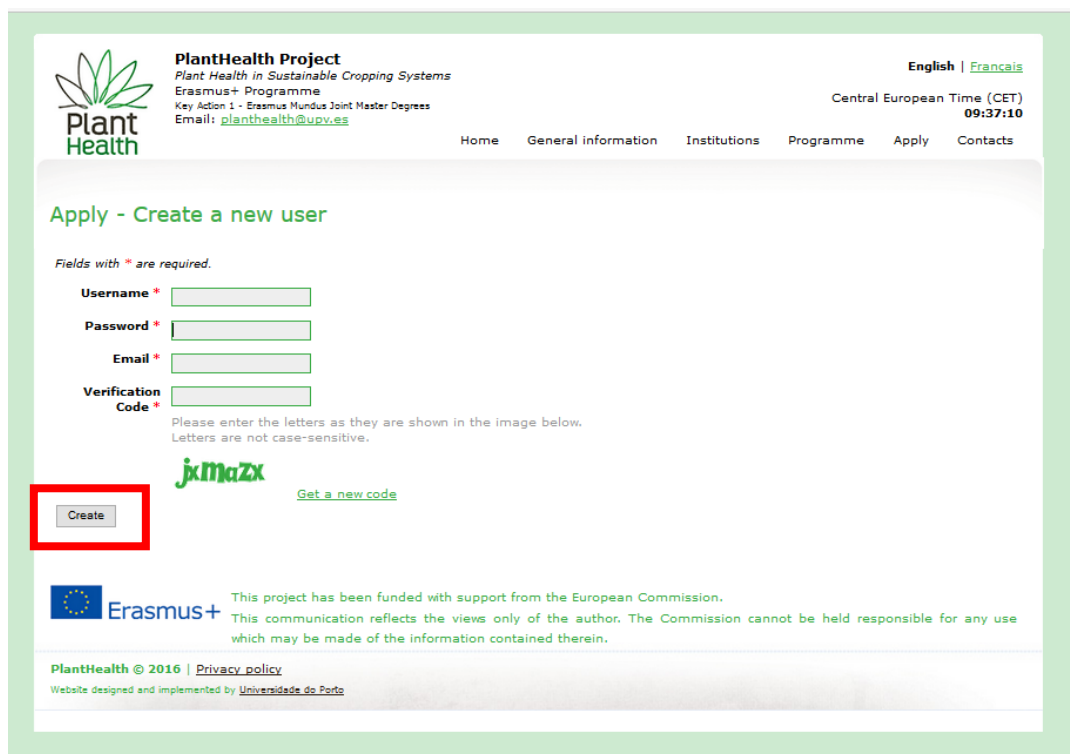 PlantHealth Project
Plant Health in Sustainable Cropping Systems
Erasmus+ Programme
Key Action 1 - Erasmus Mundus Joint Master Degrees
Email: planthealth@upv.es
Plant
Health
English | Français
Central European Time (CET)
09:37:10
Home General information Institutions Programme Apply Contacts
Apply - Create a new user
Fields with * are required.
Username *
Password *
Email *
Verification
Code *
Please enter the letters as they are shown in the image below.
Letters are not case-sensitive.
jxmazx
Get a new code
Create
Erasmus+
This project has been funded with support from the European Commission.
This communication reflects the views only of the author. The Commission cannot be held responsible for any use
which may be made of the information contained therein.
PlantHealth © 2016 | Privacy policy
Website designed and implemented by Universidade do Porto